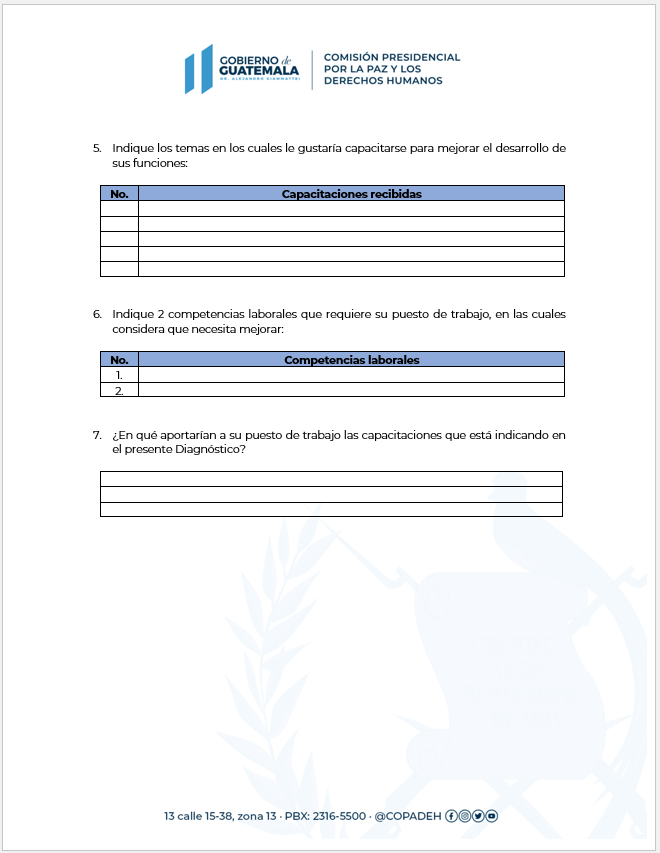 GOBIERNO de
GUATEMALA
DR. ALEJANDRO GIAMMATTEI
COMISIÓN PRESIDENCIAL
POR LA PAZ Y LOS
DERECHOS HUMANOS
5. Indique los temas en los cuales le gustaría capacitarse para mejorar el desarrollo de
sus funciones:
No. Capacitaciones recibidas
6. Indique 2 competencias laborales que requiere su puesto de trabajo, en las cuales
considera que necesita mejorar:
No. Competencias laborales
1.
2.
7. ¿En qué aportarían a su puesto de trabajo las capacitaciones que está indicando en
el presente Diagnóstico?
13 calle 15-38, zona 13 · PBX: 2316-5500 · @COPADEH